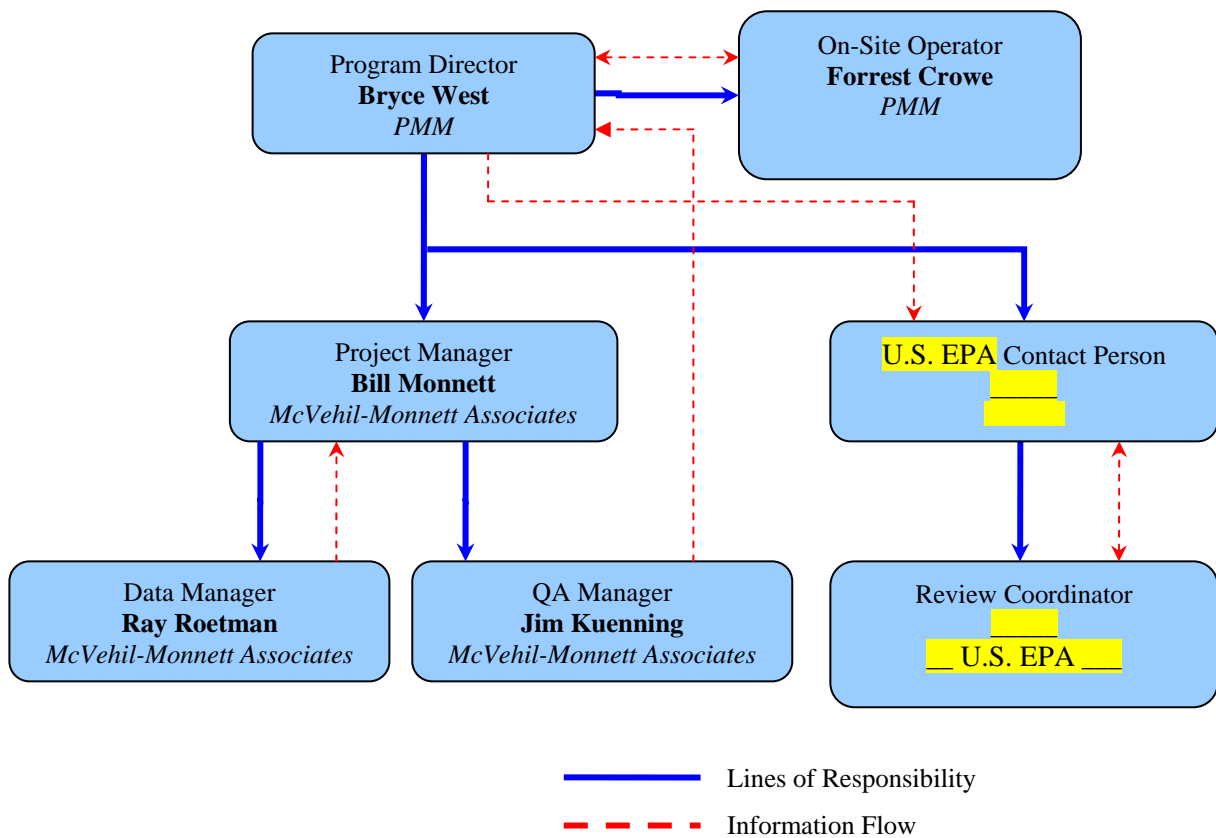 Program Director
Bryce West
PMM
On-Site Operator
Forrest Crowe
PMM
Project Manager
Bill Monnett
McVehil-Monnett Associates
U.S. EPA Contact Person
_____
Data Manager
Ray Roetman
McVehil-Monnett Associates
QA Manager
Jim Kuenning
McVehil-Monnett Associates
Review Coordinator
_____
__ U.S. EPA ___
Lines of Responsibility
Information Flow